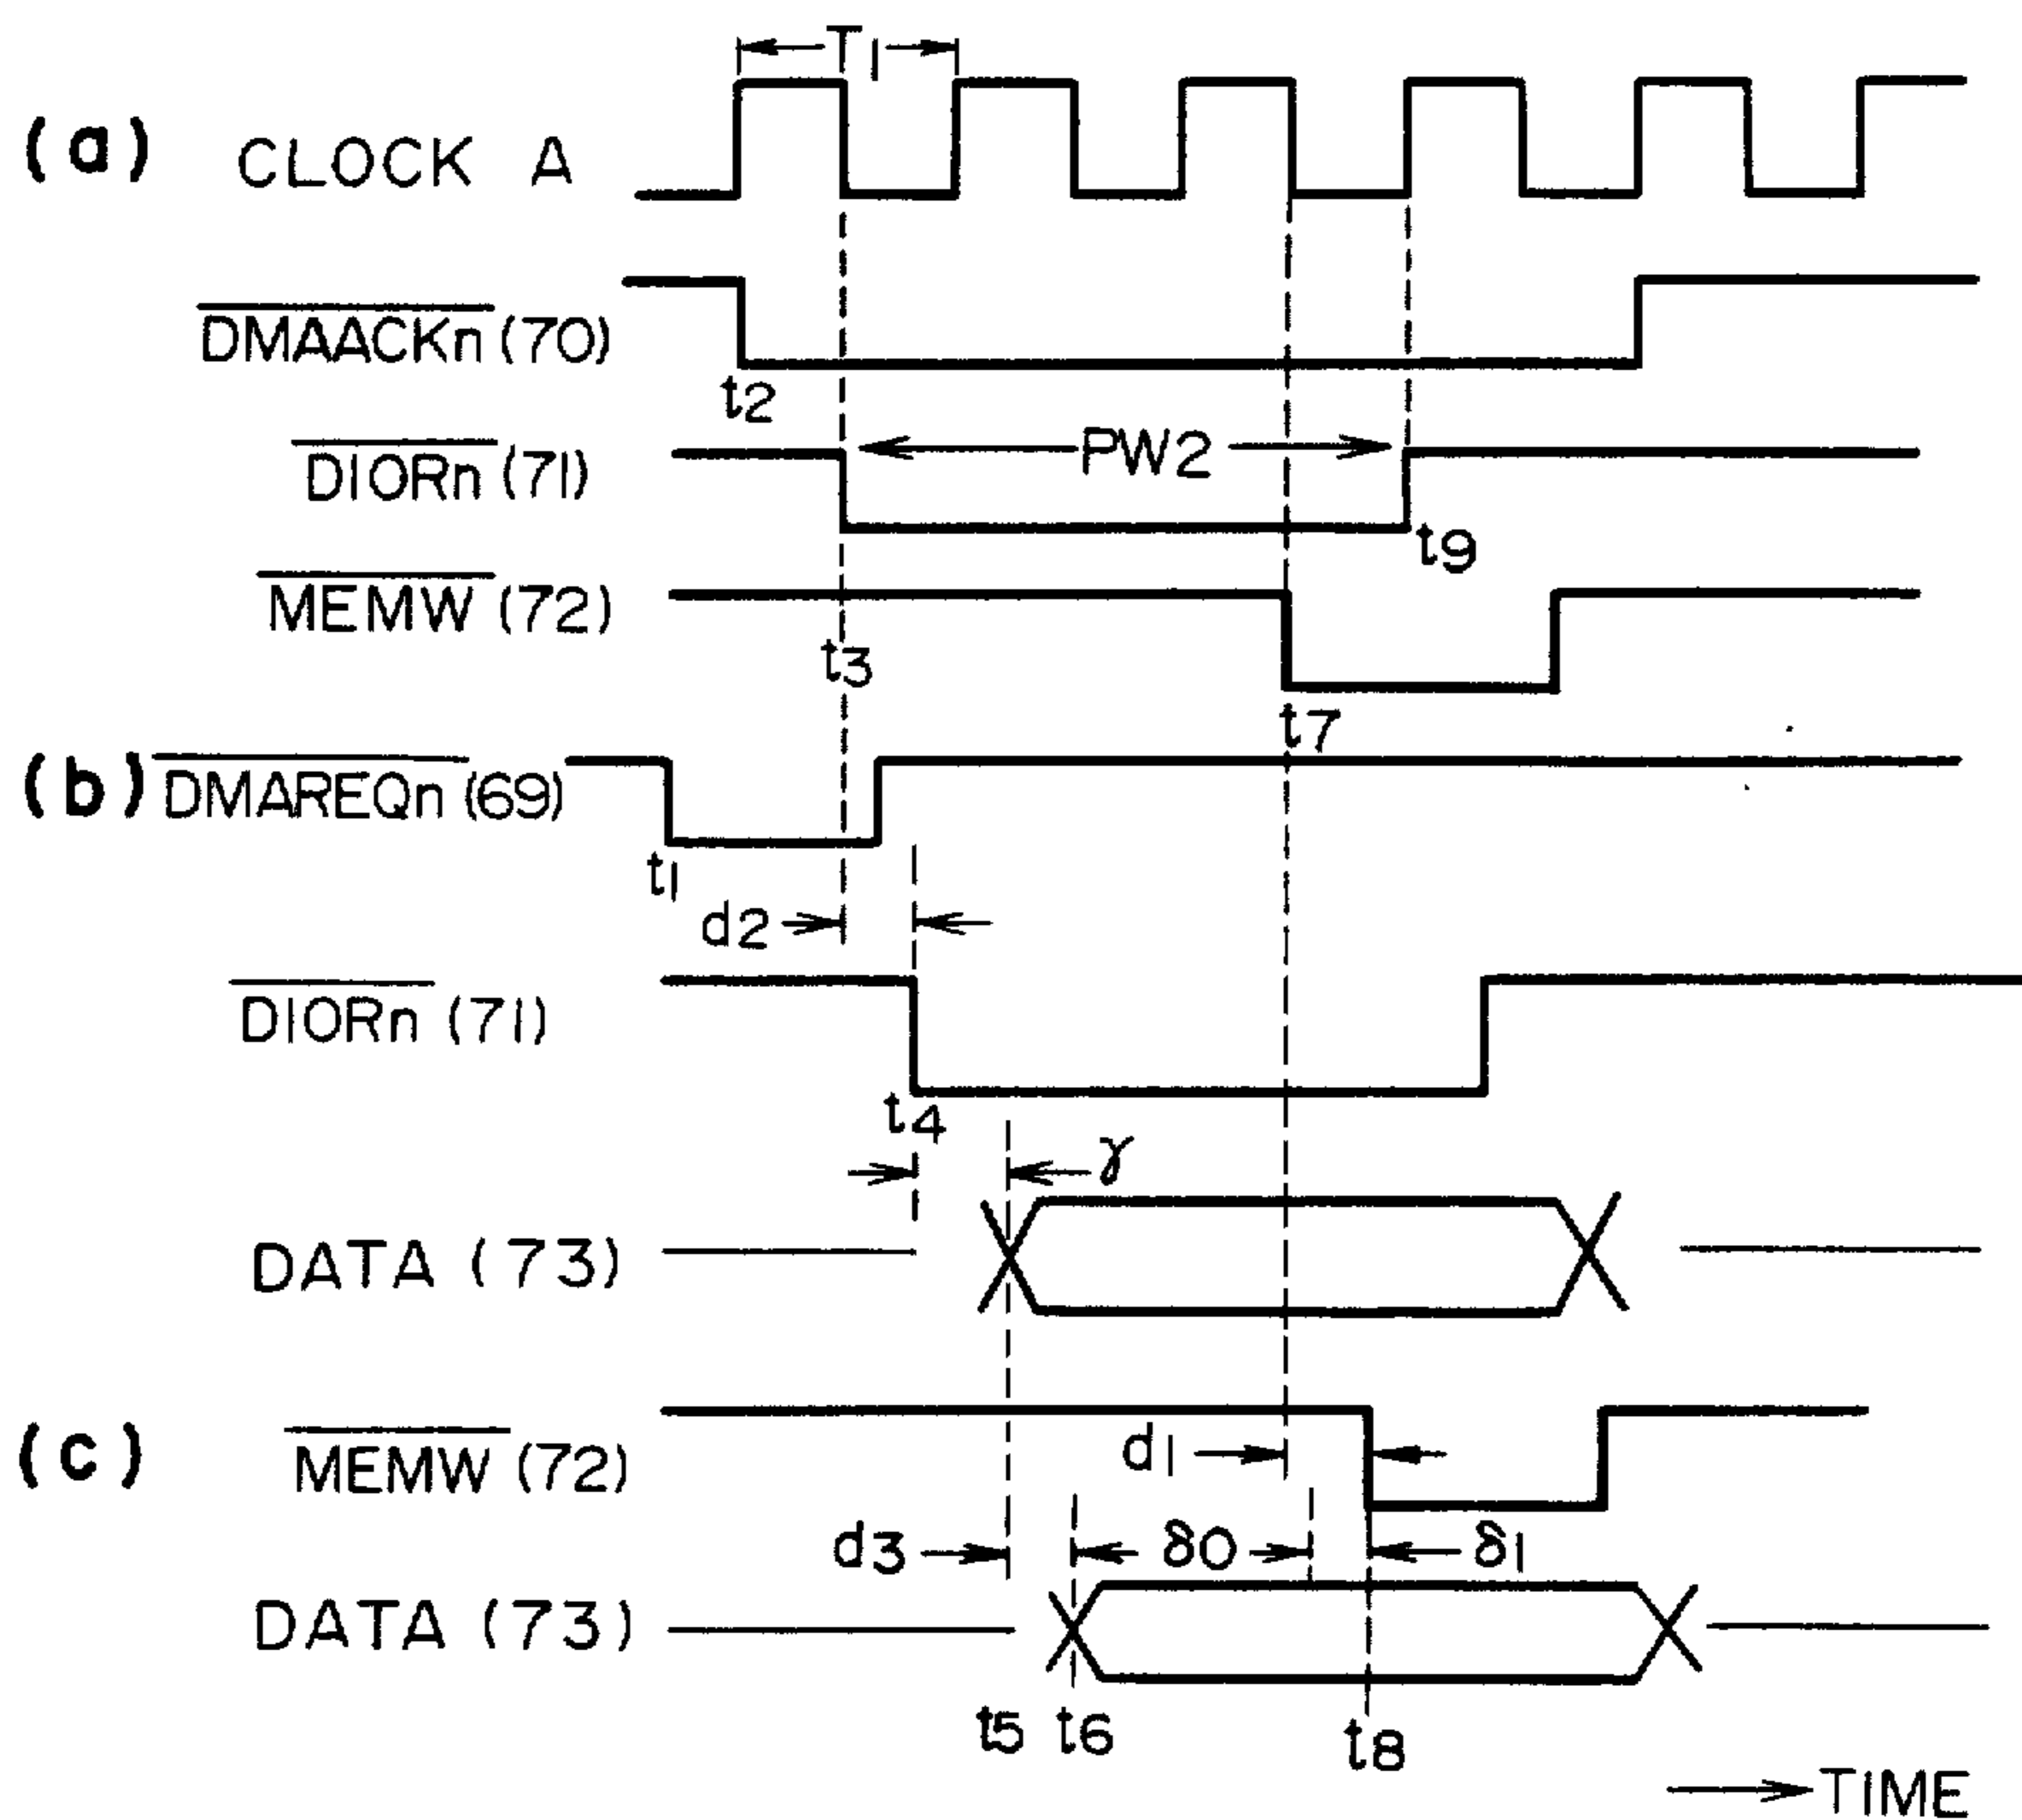 T1
(a) CLOCK A
DMAACKn (70)
t2
DIORn (71)
PW2
t9
MEMW (72)
t3
t7
(b) DMAREQn (69)
t1
d2
DIORn (71)
t4
γ
DATA (73)
(c) MEMW (72)
d1
d3
δ0
δ1
DATA (73)
t5 t6 t8
TIME